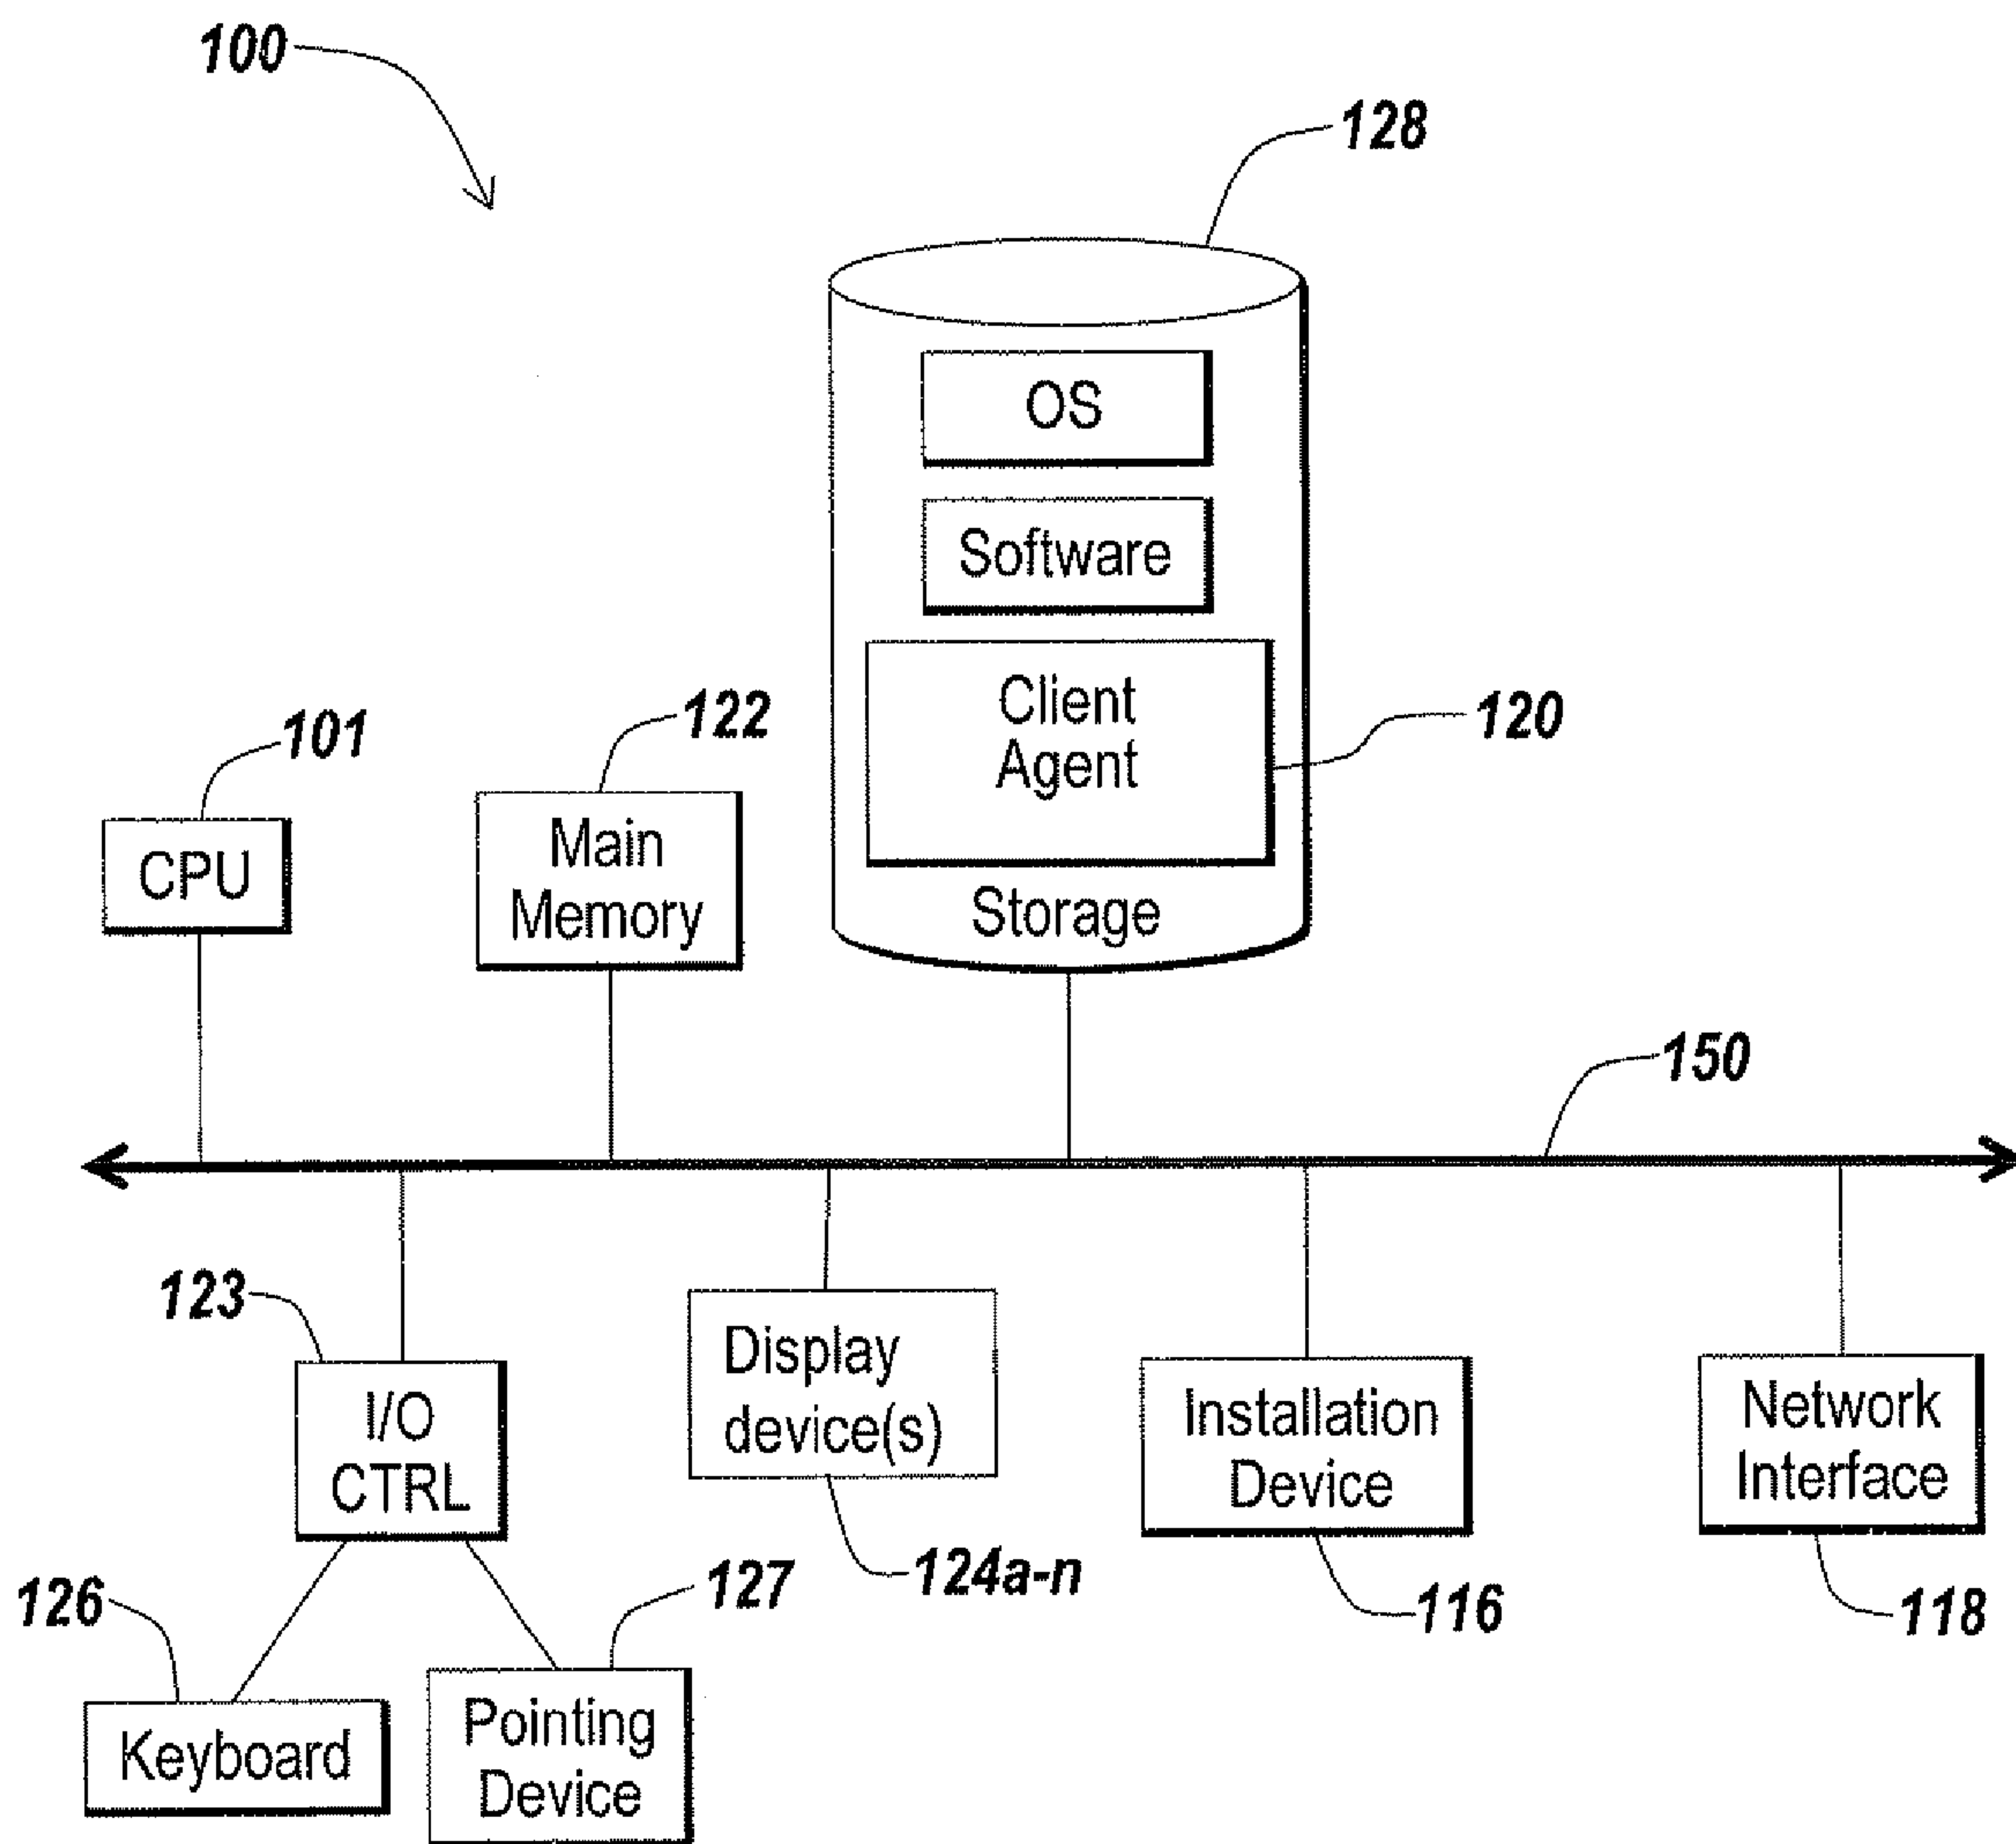 100
128
OS
Software
Client
Agent
120
Storage
101
CPU
122
Main
Memory
150
123
I/O
CTRL
Display
device(s)
124a-n
Installation
Device
116
Network
Interface
118
126
Keyboard
127
Pointing
Device